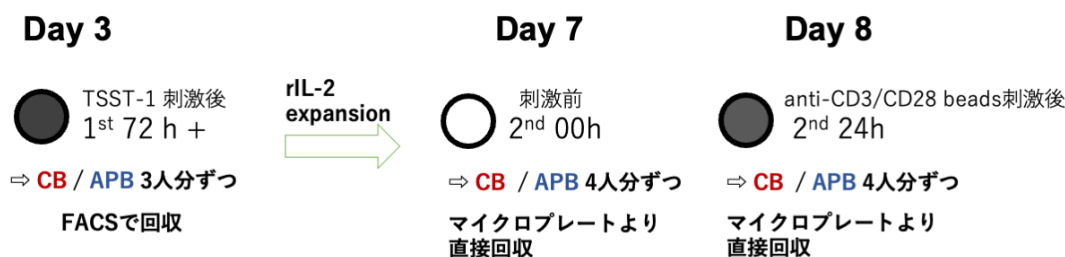 Day 3
TSST-1 刺激後
1st 72 h +
⇨ CB / APB 3人分ずつ
FACSで回収
rIL-2
expansion
Day 7
刺激前
2nd 00h
⇨ CB / APB 4人分ずつ
マイクロプレートより
直接回収
Day 8
anti-CD3/CD28 beads刺激後
2nd 24h
⇨ CB / APB 4人分ずつ
マイクロプレートより
直接回収